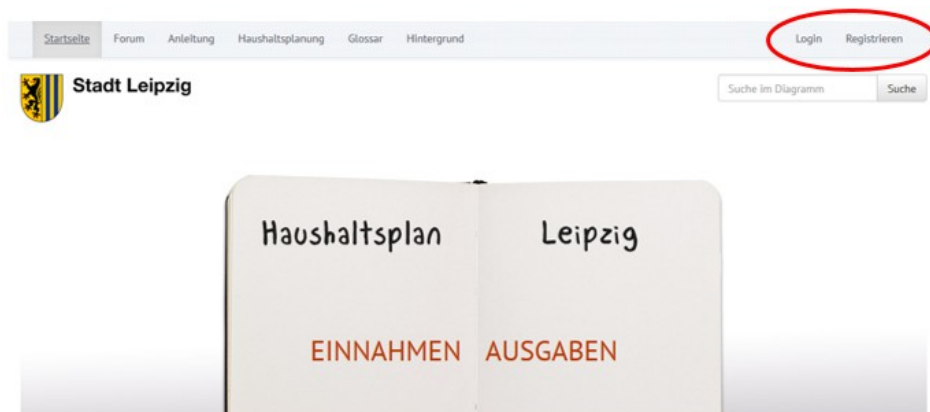 Startseite Forum Anleitung Haushaltsplanung Glossar Hintergrund Login Registrieren
Stadt Leipzig
Suche im Diagramm Suche
Haushaltsplan Leipzig
EINNAHMEN AUSGABEN